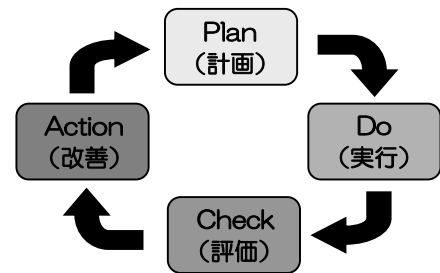 Plan
（計画）
Do
（実行）
Check
（評価）
Action
（改善）